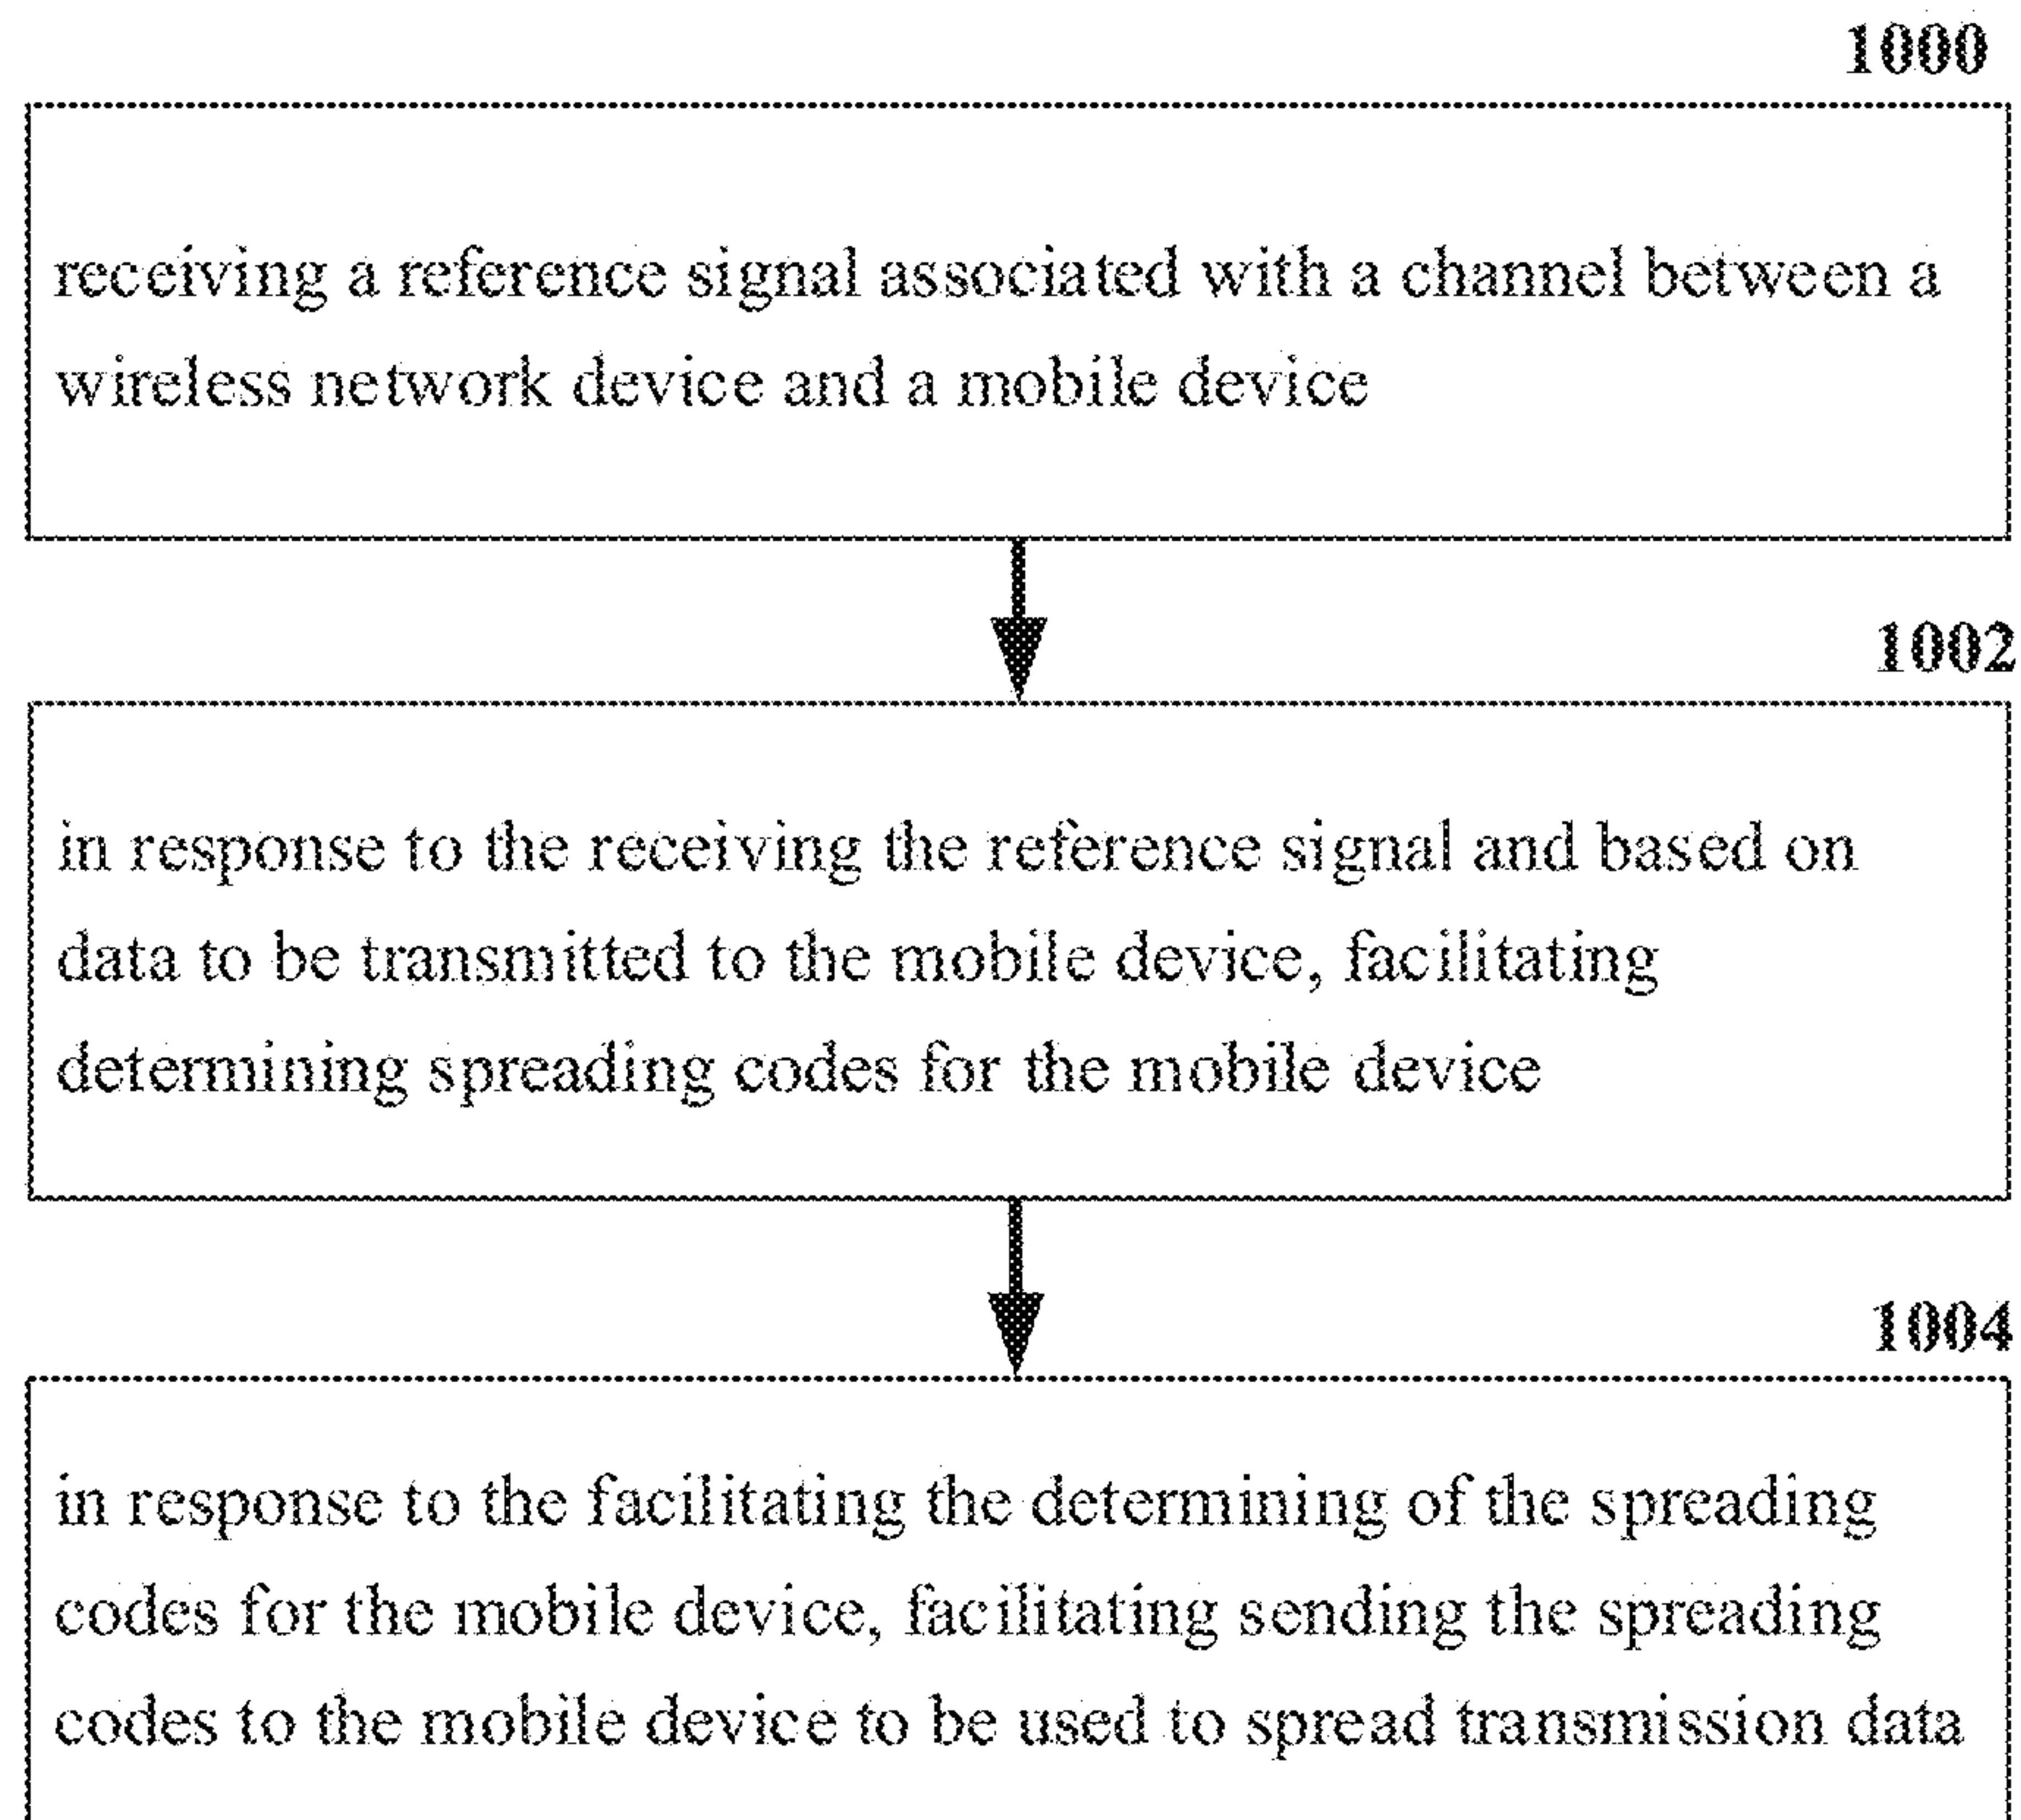 1000
receiving a reference signal associated with a channel between a
wireless network device and a mobile device
1002
in response to the receiving the reference signal and based on
data to be transmitted to the mobile device, facilitating
determining spreading codes for the mobile device
1004
in response to the facilitating the determining of the spreading
codes for the mobile device, facilitating sending the spreading
codes to the mobile device to be used to spread transmission data